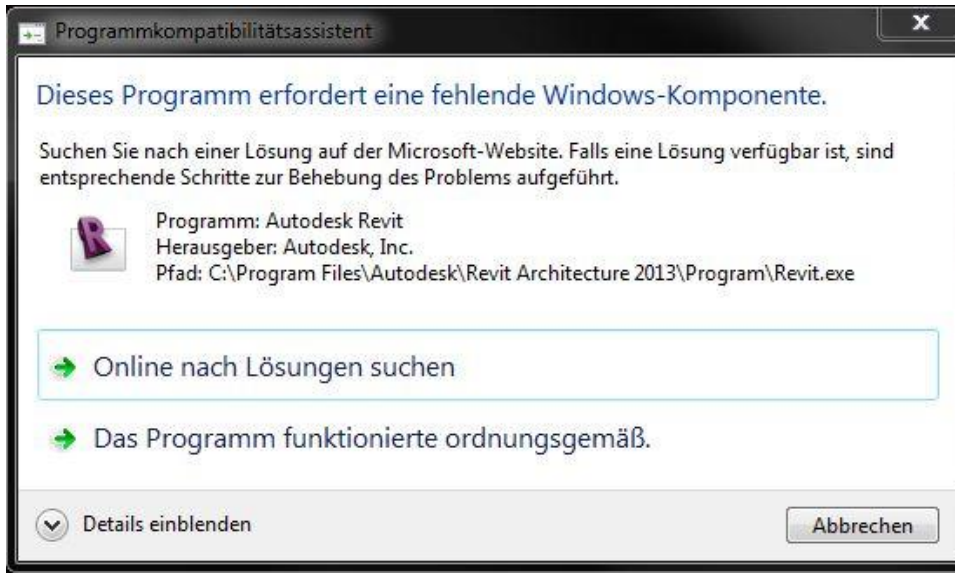 Programmkompatibilitätsassistent
Dieses Programm erfordert eine fehlende Windows-Komponente.
Suchen Sie nach einer Lösung auf der Microsoft-Website. Falls eine Lösung verfügbar ist, sind
entsprechende Schritte zur Behebung des Problems aufgeführt.
Programm: Autodesk Revit
Herausgeber: Autodesk, Inc.
Pfad: C:\Program Files\Autodesk\Revit Architecture 2013\Program\Revit.exe
Online nach Lösungen suchen
Das Programm funktionierte ordnungsgemäß.
Details einblenden
Abbrechen